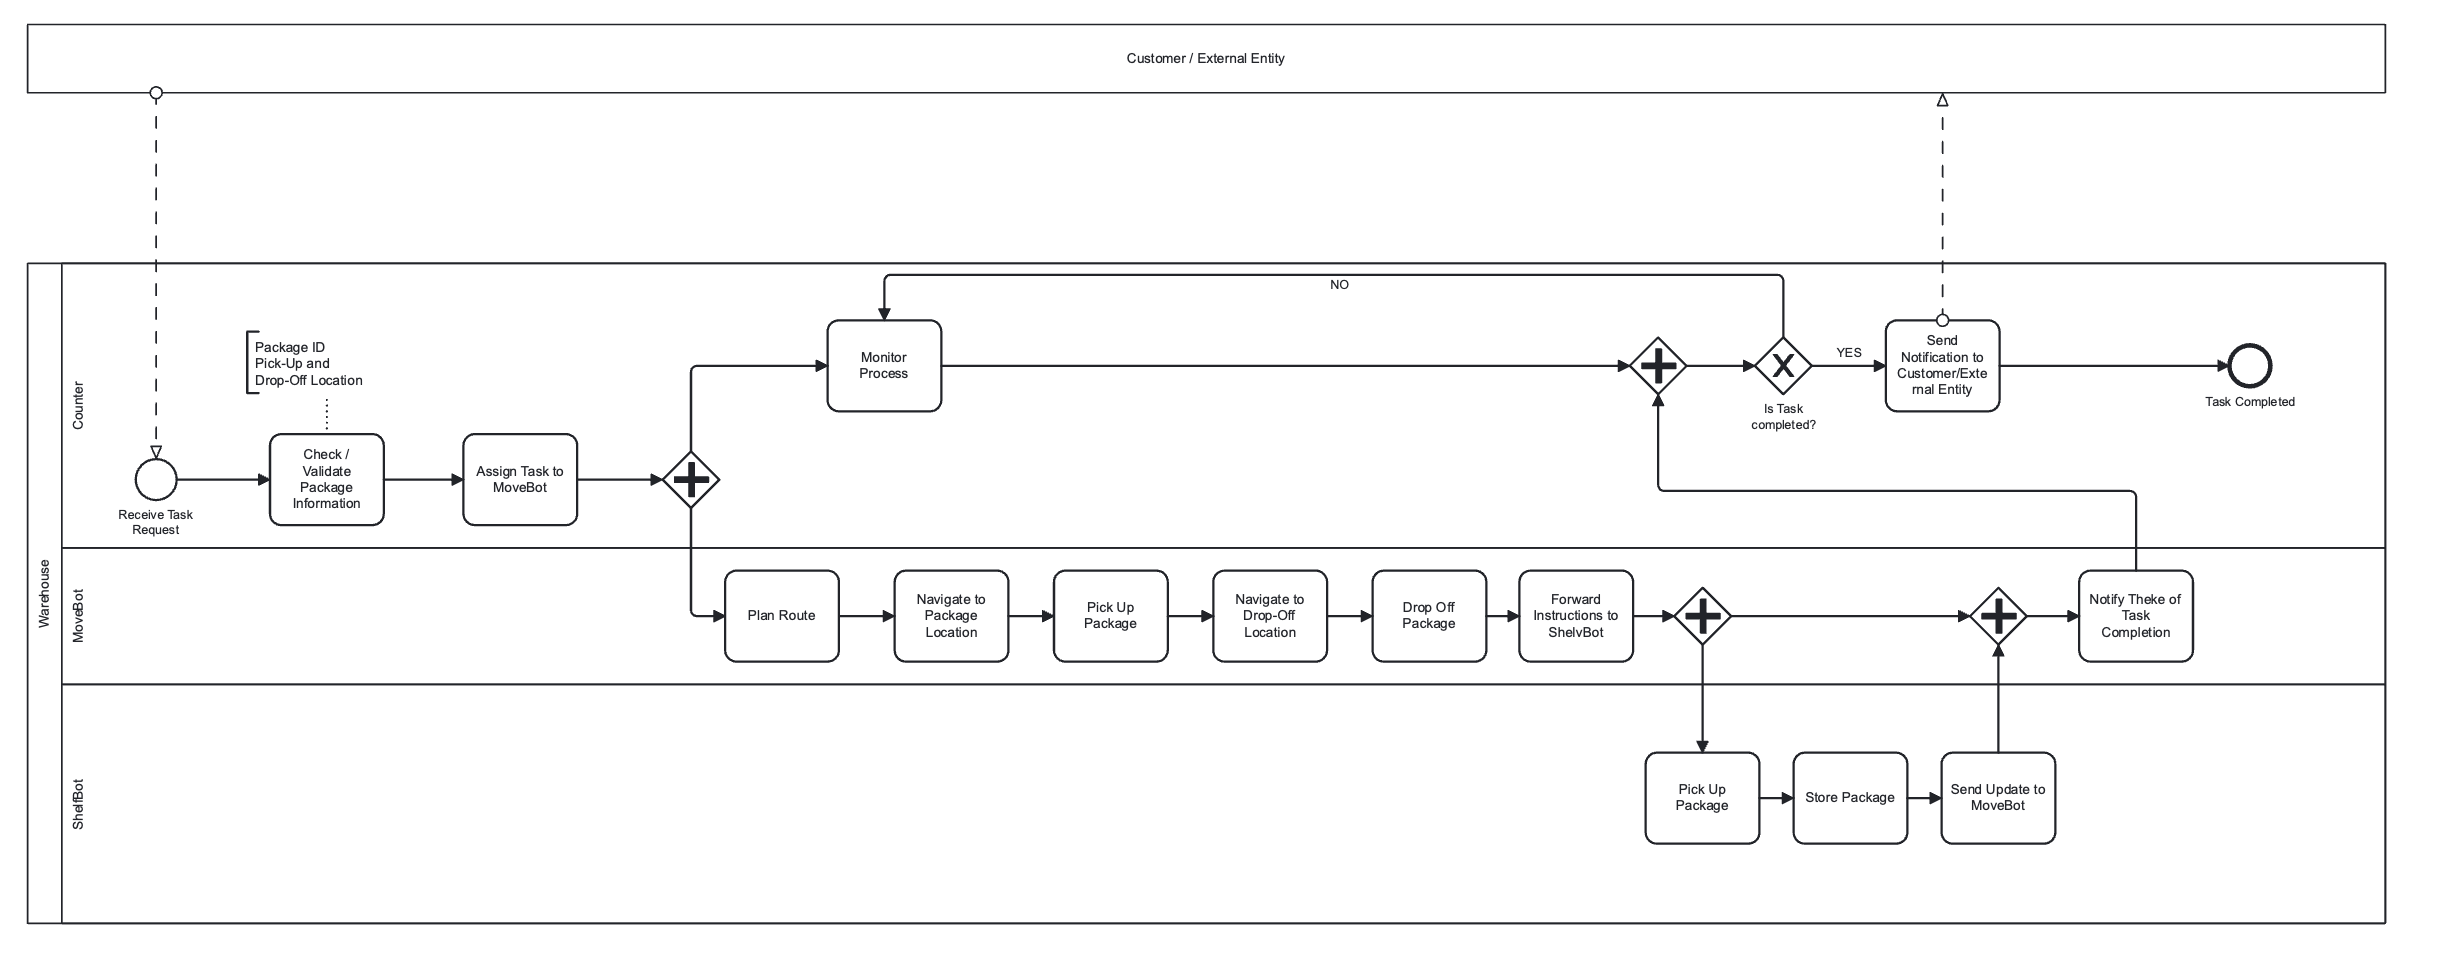 Customer / External Entity
Warehouse
Counter
Receive Task
Request
Package ID
Pick-Up and
Drop-Off Location
Check /
Validate
Package
Information
Assign Task to
MoveBot
Monitor
Process
NO
Is Task
completed?
YES
Send
Notification to
Customer/Exte
rnal Entity
Task Completed
MoveBot
Plan Route
Navigate to
Package
Location
Pick Up
Package
Navigate to
Drop-Off
Location
Drop Off
Package
Forward
Instructions to
ShelvBot
Notify Theke of
Task
Completion
ShelfBot
Pick Up
Package
Store Package
Send Update to
MoveBot